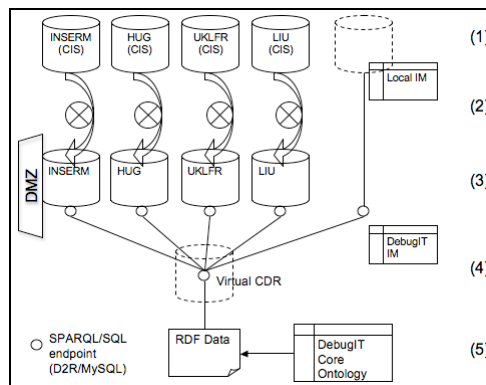 INSERM
(CIS)
HUG
(CIS)
UKLFR
(CIS)
LIU
(CIS)
(1)
Local IM
(2)
DMZ
INSERM
HUG
UKLFR
LIU
(3)
DebugIT
IM
Virtual CDR
(4)
SPARQL/SQL
endpoint
(D2R/MySQL)
RDF Data
DebugIT
Core
Ontology
(5)